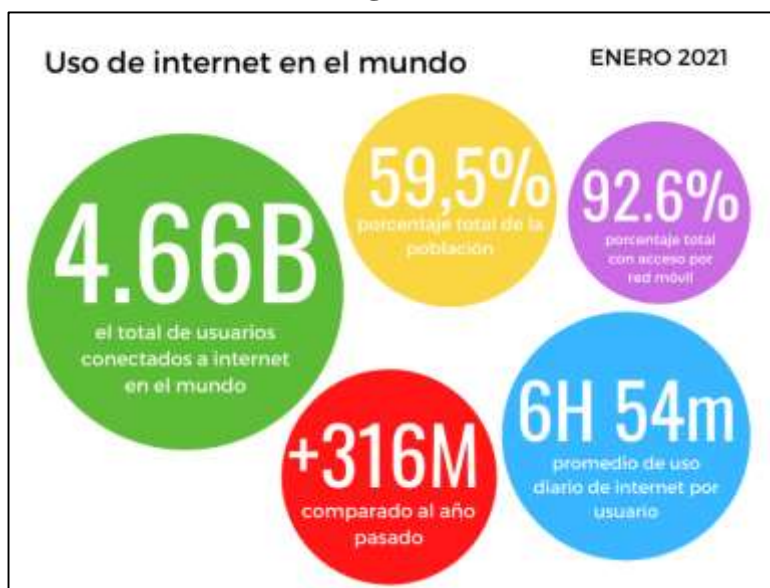 Uso de internet en el mundo
ENERO 2021
4.66B
el total de usuarios
conectados a internet
en el mundo
59,5%
porcentaje total de la
población
92.6%
porcentaje total
con acceso por
red móvil
+316M
comparado al año
pasado
6H 54m
promedio de uso
diario de internet por
usuario